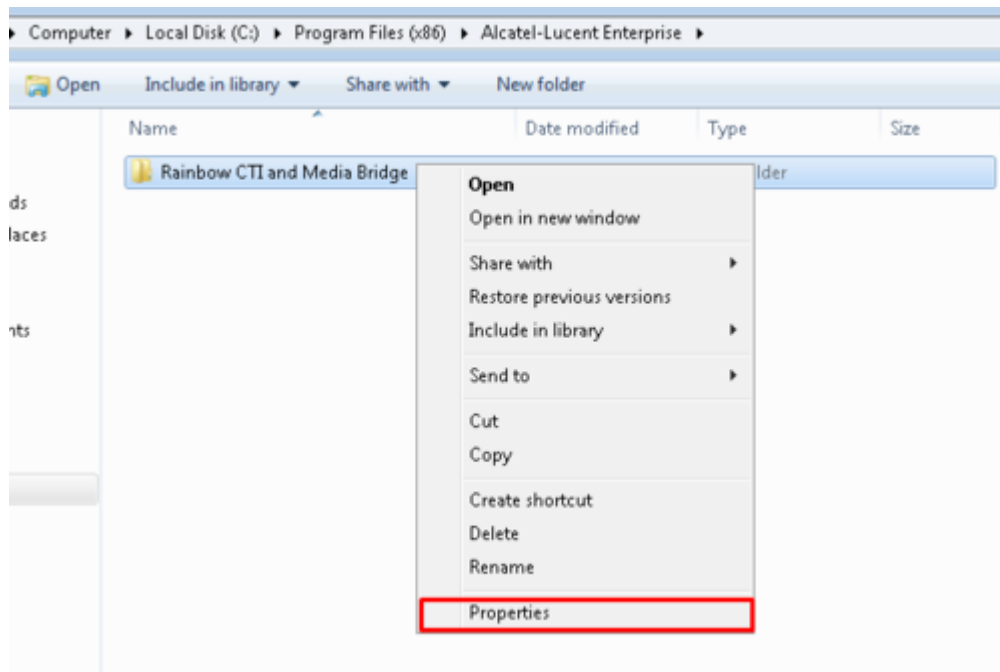 Computer Local Disk (C:) Program Files (x86) Alcatel-Lucent Enterprise
Open Include in library Share with New folder
Name Date modified Type Size
Rainbow CTI and Media Bridge lder
Open
ds
Open in new window
laces
Share with
Restore previous versions
nts
Include in library
Send to
Cut
Copy
Create shortcut
Delete
Rename
Properties